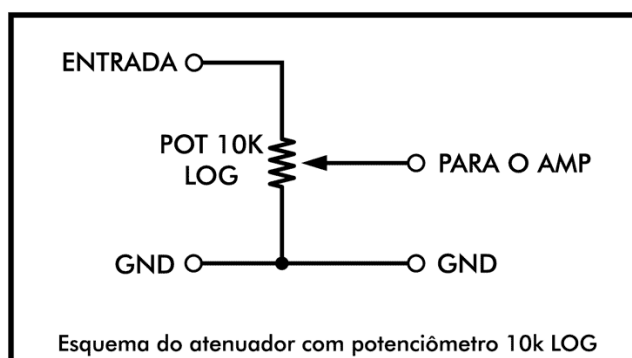 ENTRADA
POT 10K
LOG
PARA O AMP
GND
GND
Esquema do atenuador com potenciômetro 10k LOG